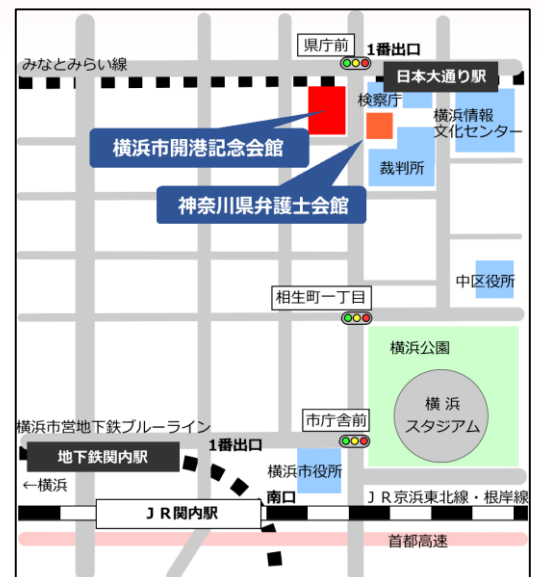 県庁前
1番出口
みなとみらい線
日本大通り駅
検察庁
横浜情報
文化センター
横浜市開港記念会館
裁判所
神奈川県弁護士会館
中区役所
相生町一丁目
横浜公園
横 浜
スタジアム
市庁舎前
横浜市営地下鉄ブルーライン
1番出口
地下鉄関内駅
横浜市役所
←横浜
南口
JR京浜東北線・根岸線
JR関内駅
首都高速